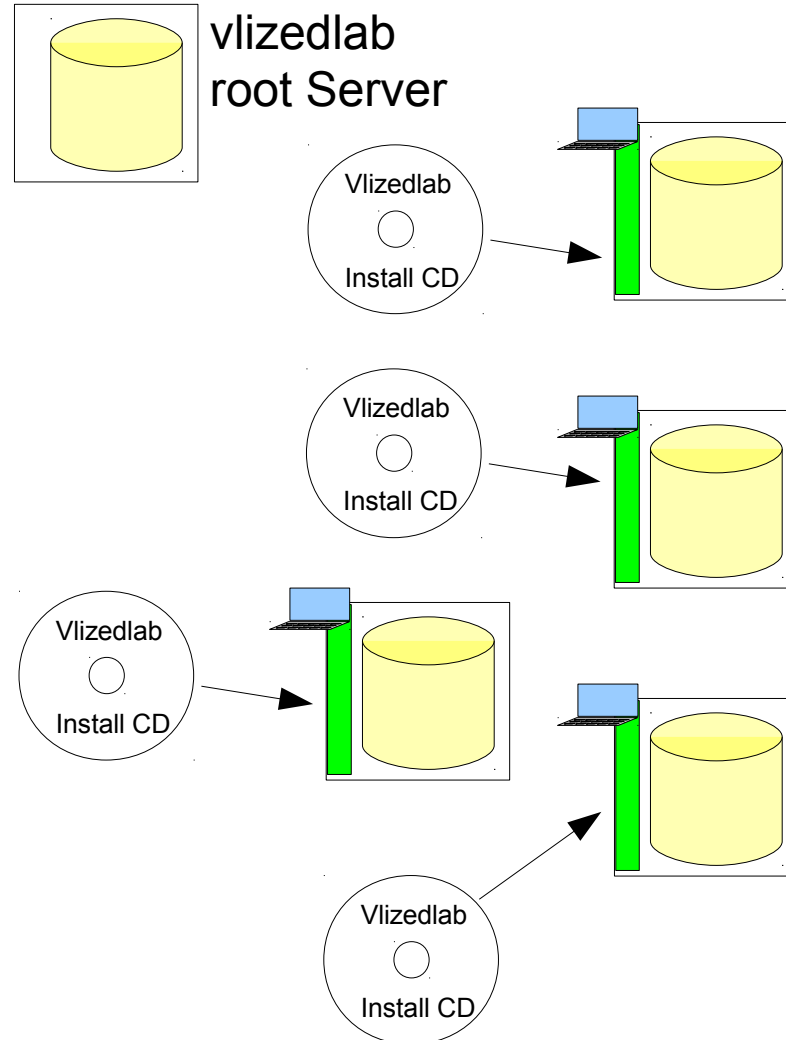 vlizedlab
root Server
Vlizedlab
Install CD
Vlizedlab
Install CD
Vlizedlab
Install CD
Vlizedlab
Install CD